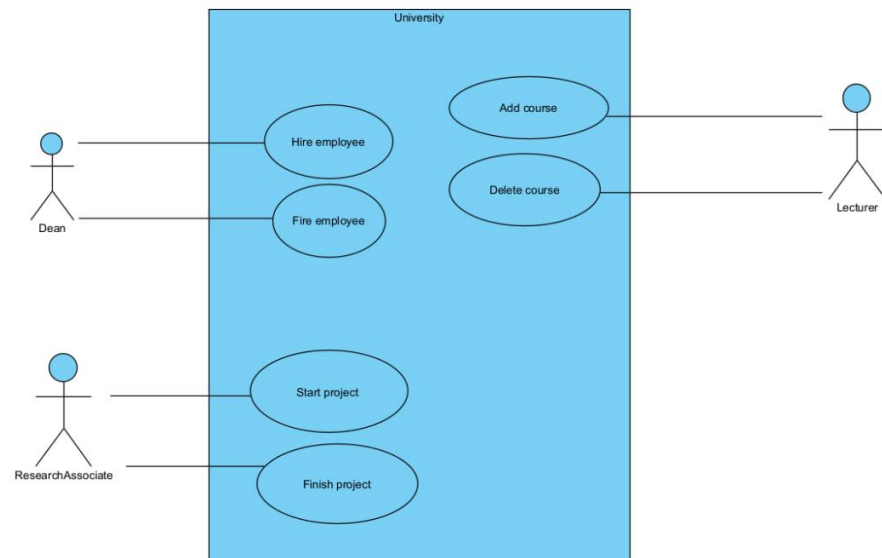 University
Hire employee
Fire employee
Dean
Add course
Delete course
Lecturer
Start project
Finish project
ResearchAssociate